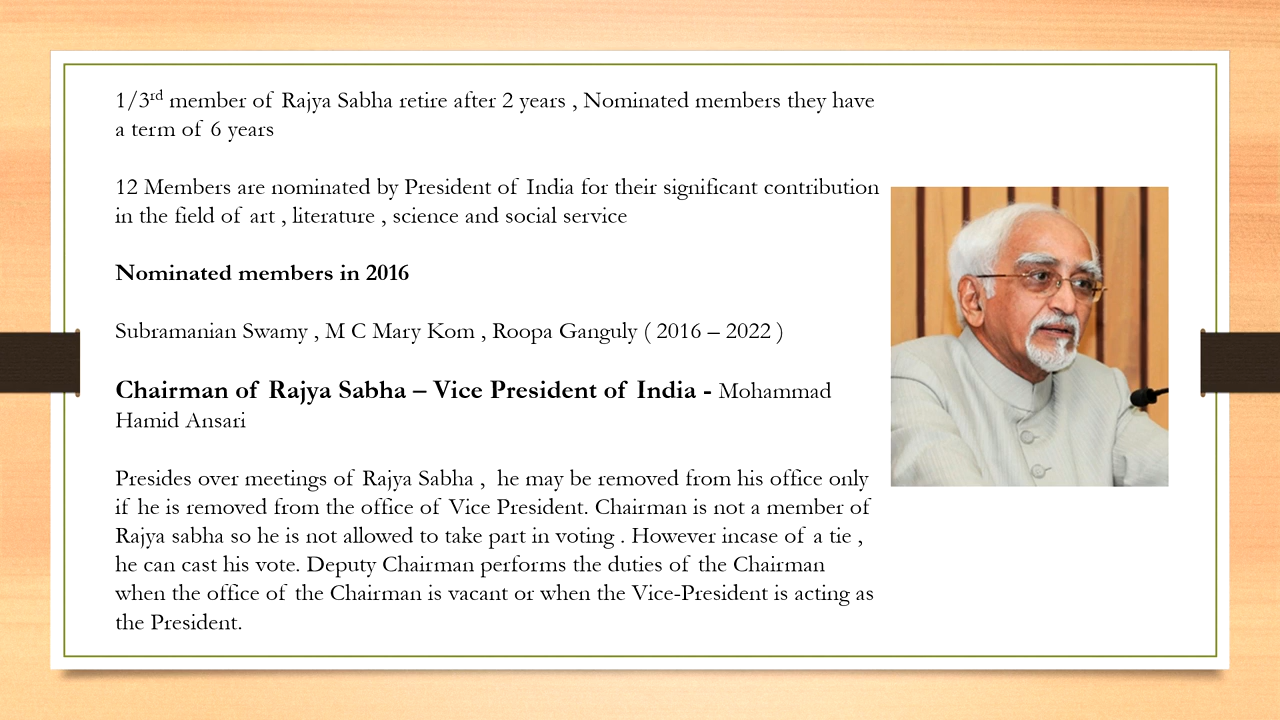 1/3rd member of Rajya Sabha retire after 2 years , Nominated members they have
a term of 6 years
12 Members are nominated by President of India for their significant contribution
in the field of art , literature , science and social service
Nominated members in 2016
Subramanian Swamy , M C Mary Kom , Roopa Ganguly ( 2016 – 2022 )
Chairman of Rajya Sabha – Vice President of India - Mohammad
Hamid Ansari
Presides over meetings of Rajya Sabha , he may be removed from his office only
if he is removed from the office of Vice President. Chairman is not a member of
Rajya sabha so he is not allowed to take part in voting . However incase of a tie ,
he can cast his vote. Deputy Chairman performs the duties of the Chairman
when the office of the Chairman is vacant or when the Vice-President is acting as
the President.